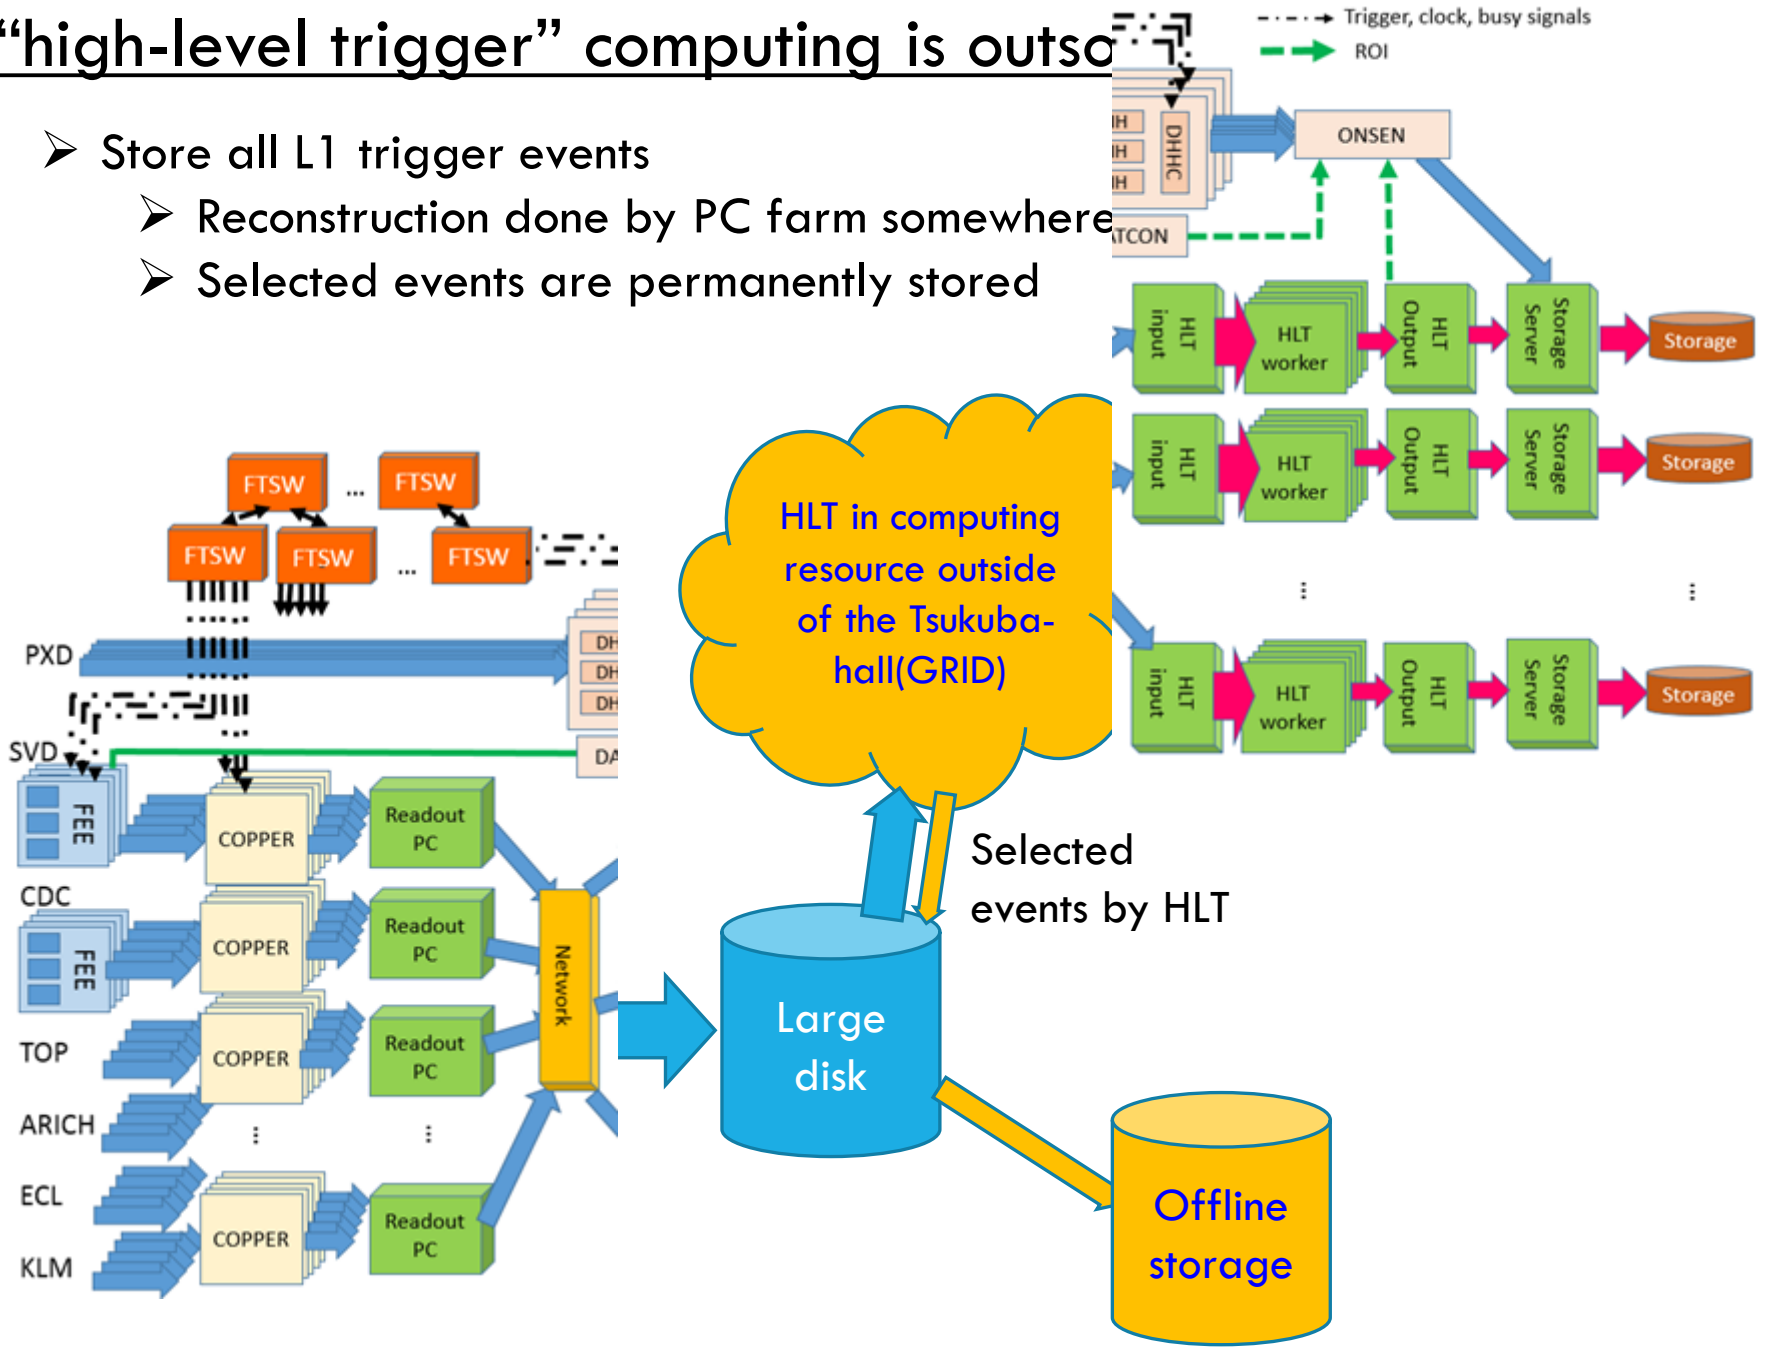 “high-level trigger” computing is outso
Trigger, clock, busy signals
ROI
➢ Store all L1 trigger events
➢ Reconstruction done by PC farm somewhere
➢ Selected events are permanently stored
DHHC
ONSEN
TCON
HLT input
HLT worker
HLT Output
Storage Server
Storage
HLT input
HLT worker
HLT Output
Storage Server
Storage
...
...
HLT input
HLT worker
HLT Output
Storage Server
Storage
FTSW
...
FTSW
FTSW
FTSW
...
FTSW
PXD
DH
DH
DH
SVD
DA
FEE
COPPER
Readout
PC
CDC
FEE
COPPER
Readout
PC
Network
TOP
COPPER
Readout
PC
ARICH
...
...
ECL
COPPER
Readout
PC
KLM
HLT in computing
resource outside
of the Tsukuba-
hall(GRID)
Selected
events by HLT
Large
disk
Offline
storage